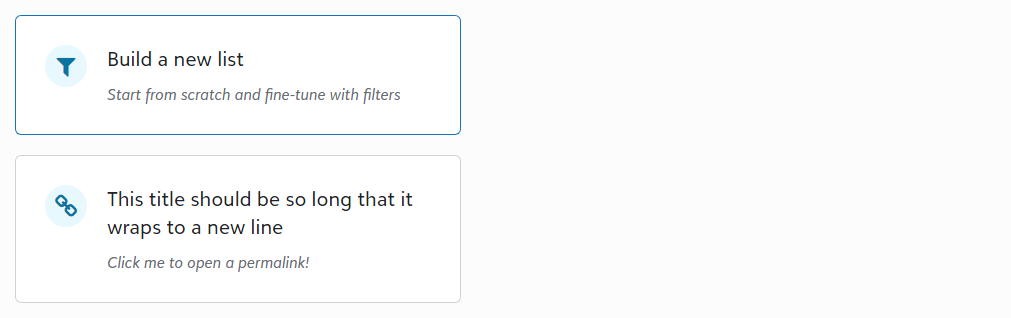 Build a new list
Start from scratch and fine-tune with filters
This title should be so long that it
wraps to a new line
Click me to open a permalink!